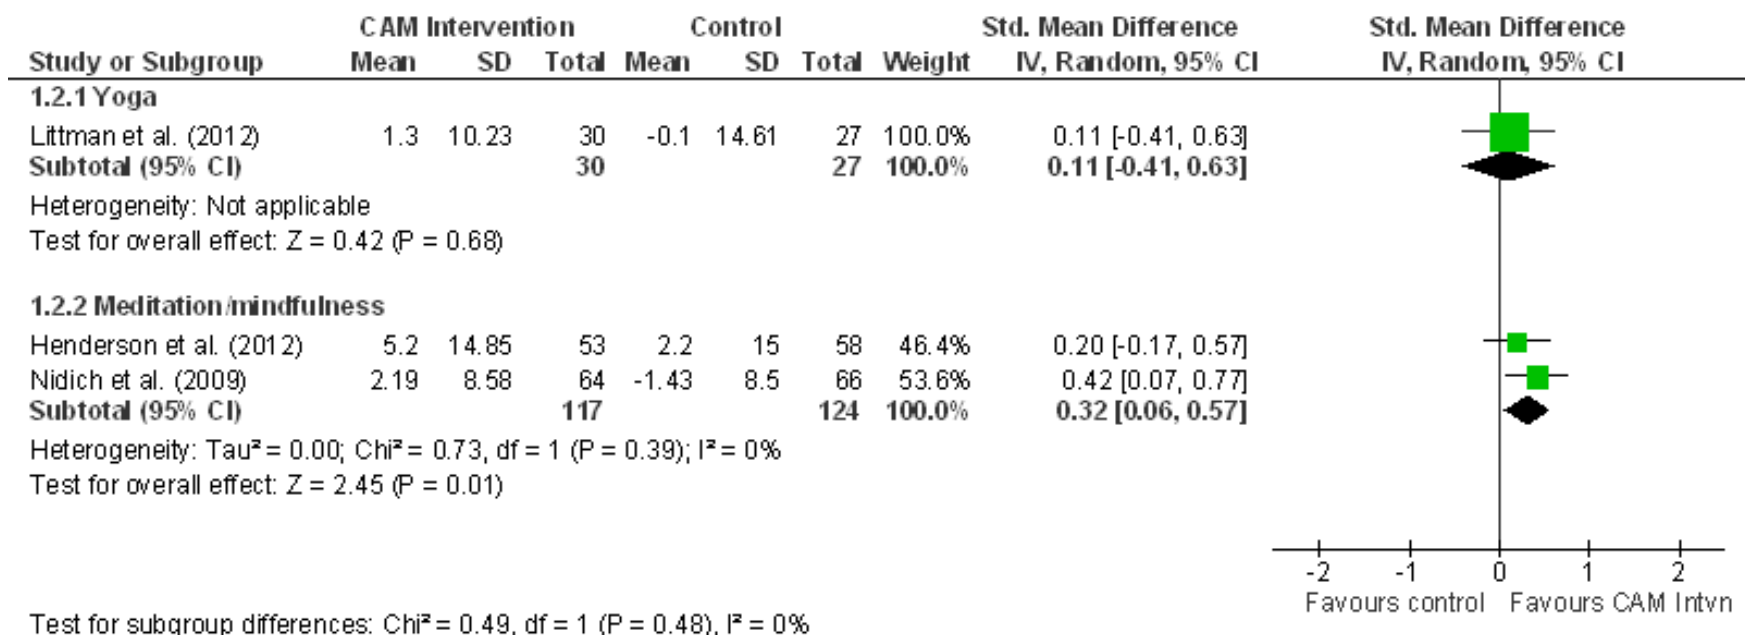 CAM Intervention Control Std. Mean Difference Std. Mean Difference
Study or Subgroup Mean SD Total Mean SD Total Weight IV, Random, 95% CI IV, Random, 95% CI
1.2.1 Yoga
Littman et al. (2012) 1.3 10.23 30 -0.1 14.61 27 100.0% 0.11 [-0.41, 0.63]
Subtotal (95% CI) 30 27 100.0% 0.11 [-0.41, 0.63]
Heterogeneity: Not applicable
Test for overall effect: Z = 0.42 (P = 0.68)
1.2.2 Meditation/mindfulness
Henderson et al. (2012) 5.2 14.85 53 2.2 15 58 46.4% 0.20 [-0.17, 0.57]
Nidich et al. (2009) 2.19 8.58 64 -1.43 8.5 66 53.6% 0.42 [0.07, 0.77]
Subtotal (95% CI) 117 124 100.0% 0.32 [0.06, 0.57]
Heterogeneity: Tau² = 0.00; Chi² = 0.73, df = 1 (P = 0.39); I² = 0%
Test for overall effect: Z = 2.45 (P = 0.01)
-2 -1 0 1 2
Favours control Favours CAM Intvn
Test for subgroup differences: Chi² = 0.49, df = 1 (P = 0.48), I² = 0%